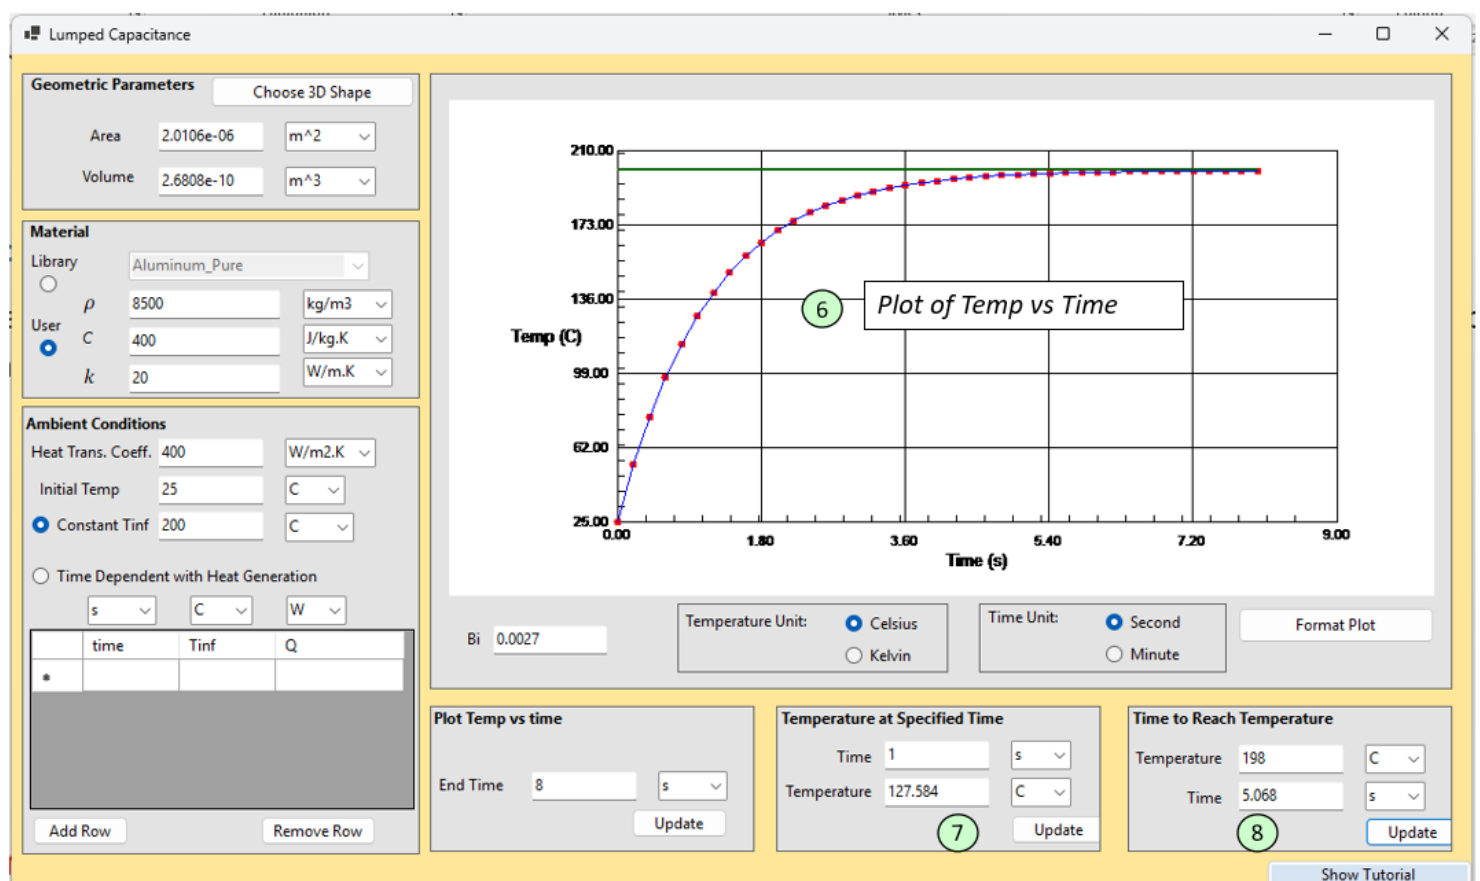 Lumped Capacitance
Geometric Parameters
Choose 3D Shape
Area 2.0106e-06 m^2
Volume 2.6808e-10 m^3
Material
Library Aluminum_Pure
ρ 8500 kg/m3
User
C 400 J/kg.K
k 20 W/m.K
Ambient Conditions
Heat Trans. Coeff. 400 W/m2.K
Initial Temp 25 C
Constant Tinf 200 C
Time Dependent with Heat Generation
s C W
time Tinf Q
*
Add Row Remove Row
210.00
173.00
136.00
6 Plot of Temp vs Time
Temp (C)
99.00
62.00
25.00
0.00 1.80 3.60 5.40 7.20 9.00
Time (s)
Bi 0.0027
Temperature Unit: Celsius
Kelvin
Time Unit: Second
Minute
Format Plot
Plot Temp vs time
End Time 8 s
Update
Temperature at Specified Time
Time 1 s
Temperature 127.584 C
7 Update
Time to Reach Temperature
Temperature 198 C
Time 5.068 s
8 Update
Show Tutorial